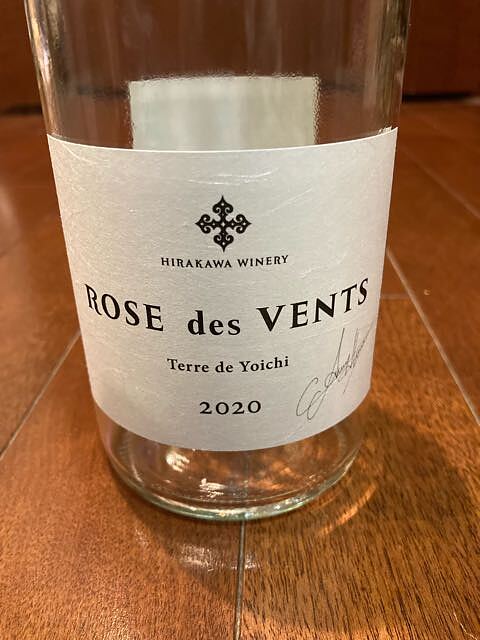 HIRAKAWA WINERY
ROSE des VENTS
Terre de Yoichi
2020